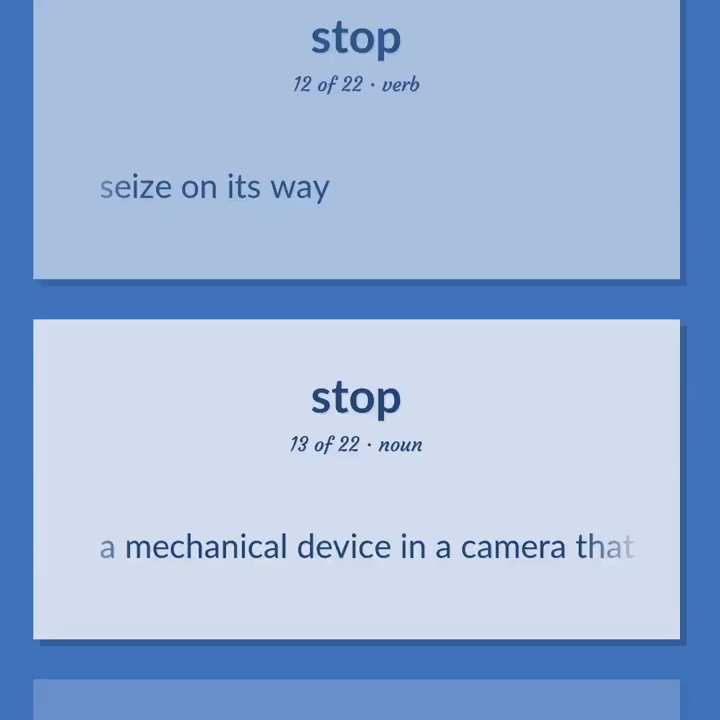 stop
12 of 22 · verb
seize on its way
stop
13 of 22 · noun
a mechanical device in a camera that